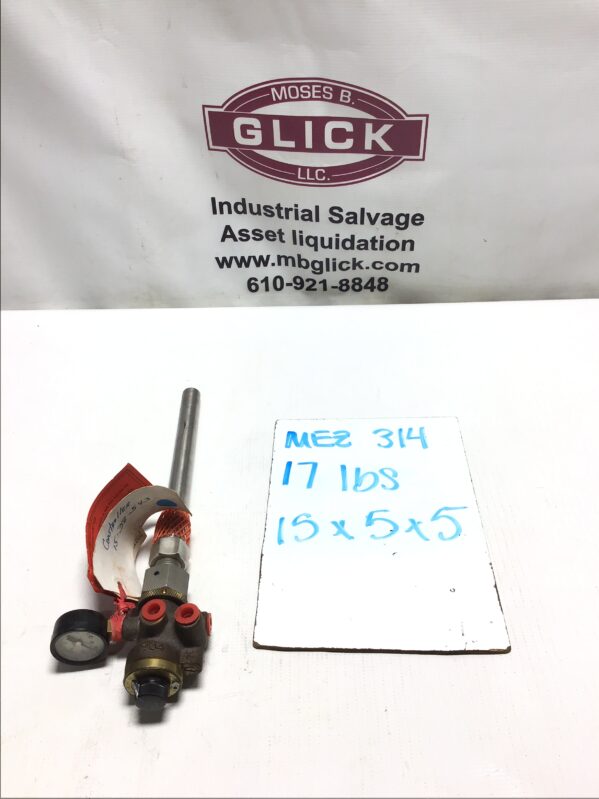 MOSES B.
GLICK
LLC.
Industrial Salvage
Asset liquidation
www.mbglick.com
610-921-8848
MEZ 314
17 lbs
15 x 5 x 5
Controller